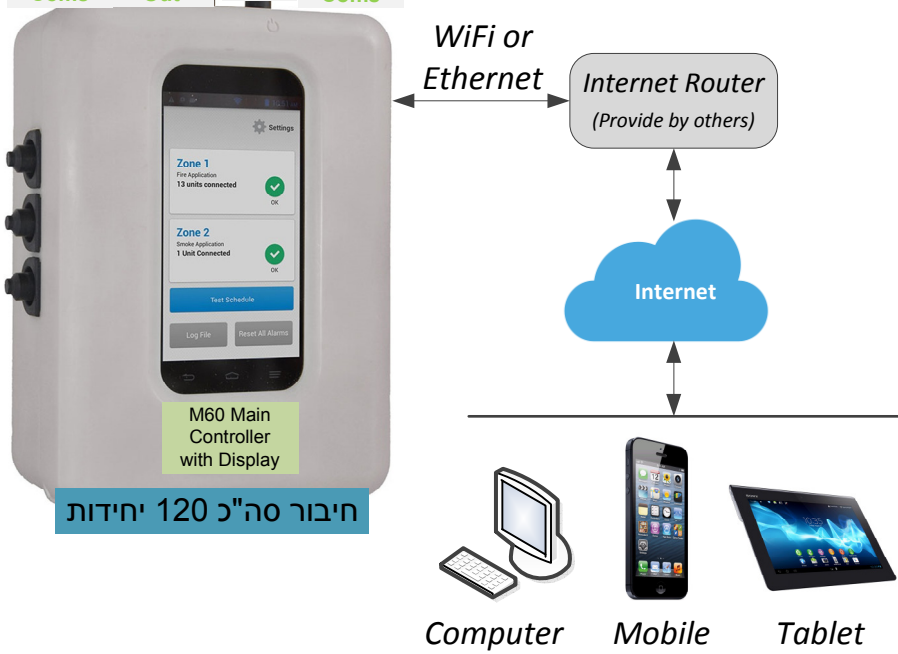 WiFi or
Ethernet
Internet Router
(Provide by others)
Settings
Zone 1
Fire Application
13 units connected
OK
Zone 2
Smoke Application
1 Unit Connected
OK
Test Schedule
Log File
Reset All Alarms
Internet
M60 Main
Controller
with Display
חיבור סה"כ 120 יחידות
SONY
Computer
Mobile
Tablet